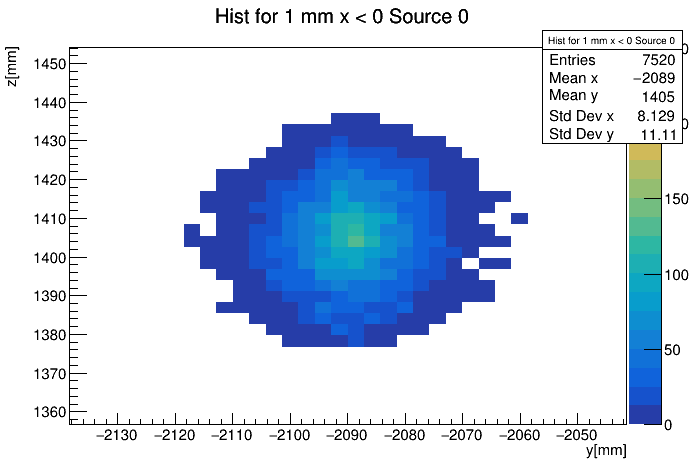 Hist for 1 mm x < 0 Source 0
z[mm]
1450
1440
1430
1420
1410
1400
1390
1380
1370
1360
−2130 −2120 −2110 −2100 −2090 −2080 −2070 −2060 −2050
y[mm]
Hist for 1 mm x < 0 Source 0
Entries 7520
Mean x −2089
Mean y 1405
Std Dev x 8.129
Std Dev y 11.11
150
100
50
0